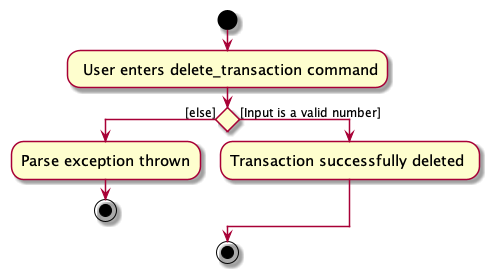 User enters delete_transaction command
[else]
[Input is a valid number]
Parse exception thrown
Transaction successfully deleted